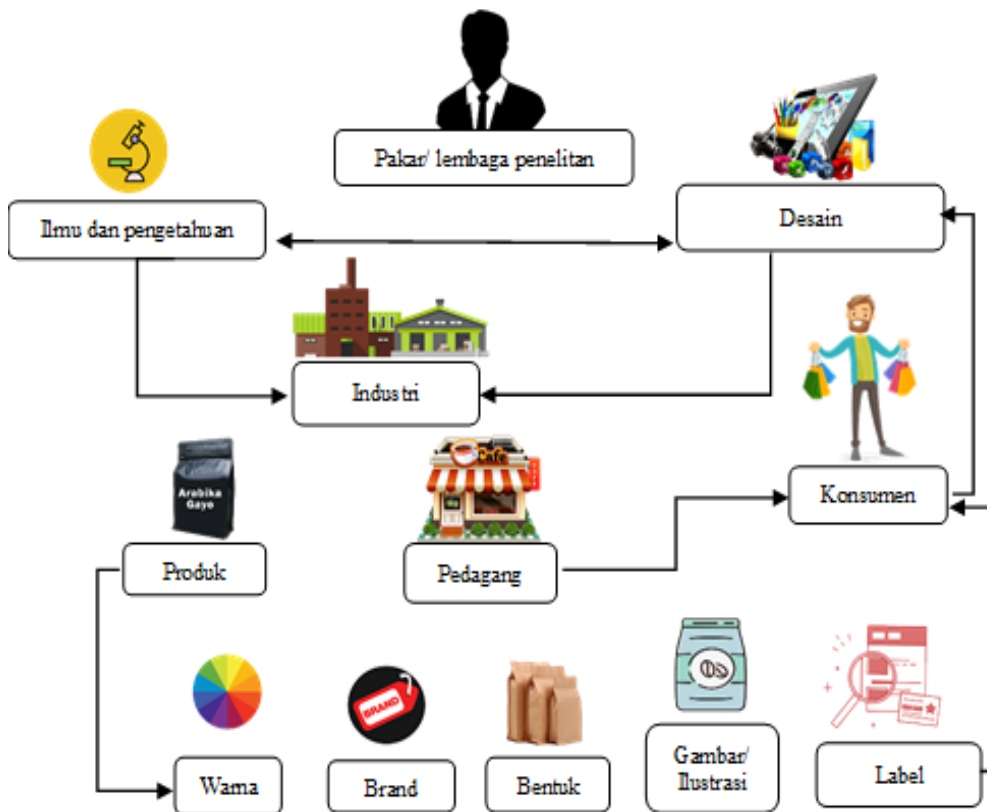 Pakar/ lembaga penelitan
Ilmu dan pengetahuan
Desain
Industri
Arabika
Gayo
Cafe
Konsumen
Produk
Pedagang
BRAND
Warna
Brand
Bentuk
Gambar/
Ilustrasi
Label